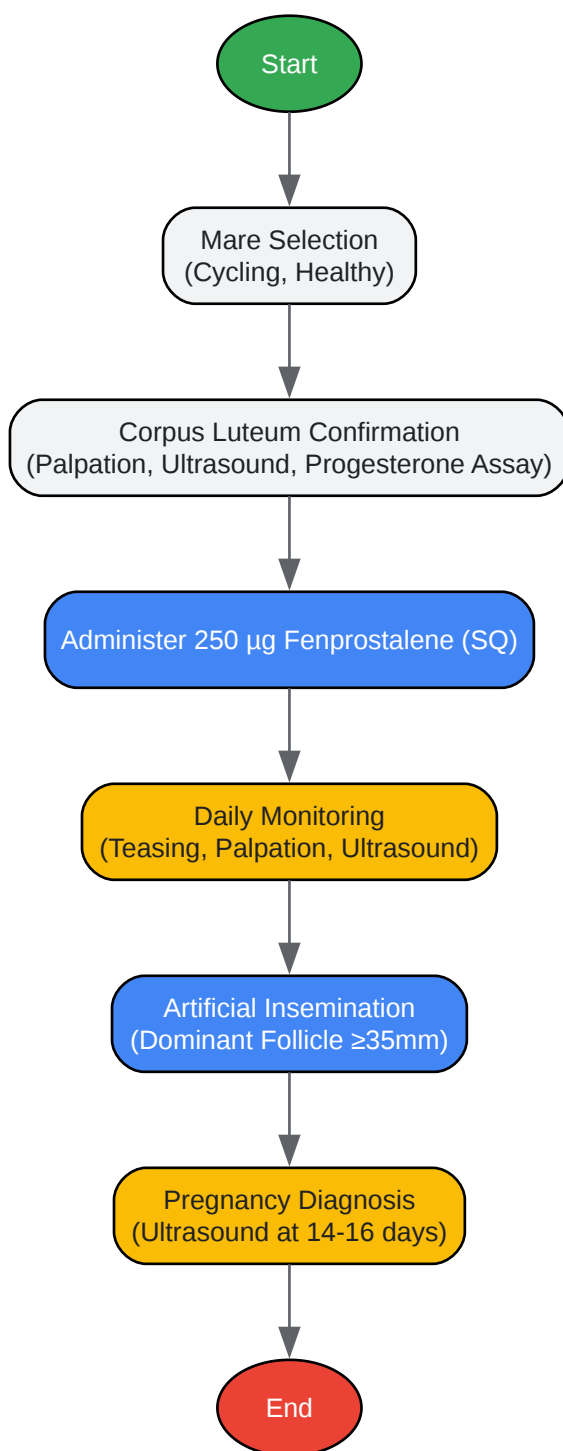 Start
Mare Selection
(Cycling, Healthy)
Corpus Luteum Confirmation
(Palpation, Ultrasound, Progesterone Assay)
Administer 250 µg Fenprostalene (SQ)
Daily Monitoring
(Teasing, Palpation, Ultrasound)
Artificial Insemination
(Dominant Follicle ≥35mm)
Pregnancy Diagnosis
(Ultrasound at 14-16 days)
End